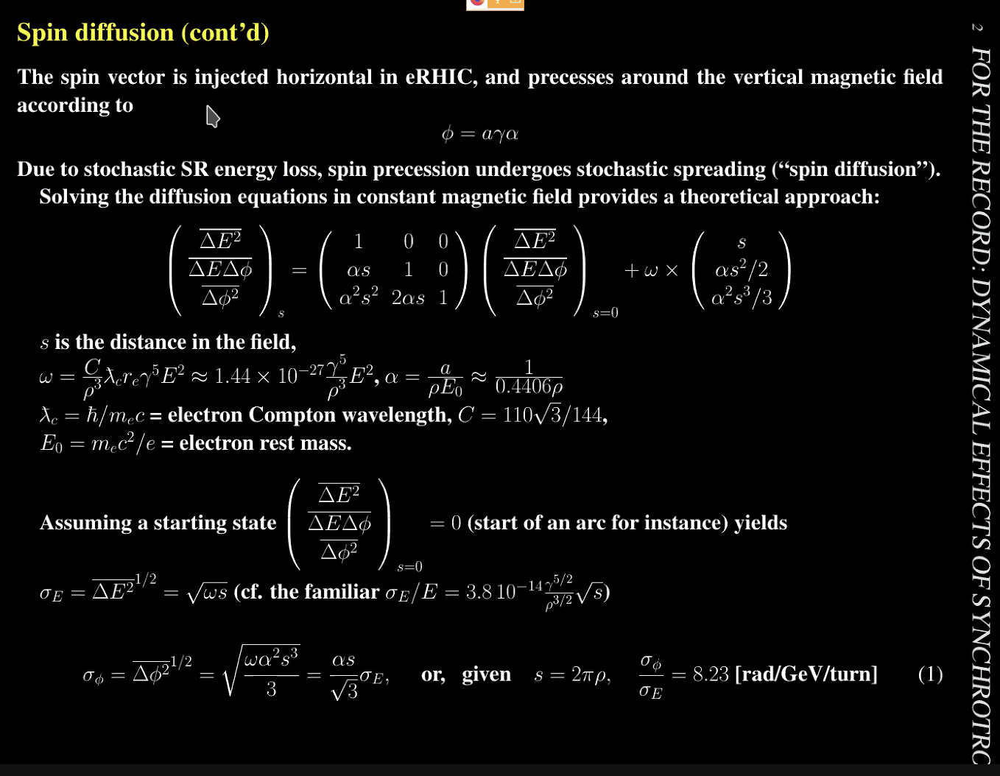 Spin diffusion (cont'd)
The spin vector is injected horizontal in eRHIC, and precesses around the vertical magnetic field
according to
ϕ = aγα
Due to stochastic SR energy loss, spin precession undergoes stochastic spreading (“spin diffusion”).
Solving the diffusion equations in constant magnetic field provides a theoretical approach:
$\begin{pmatrix} \overline{\Delta E^2} \\ \overline{\Delta E \Delta\phi} \\ \overline{\Delta\phi^2} \end{pmatrix}_s = \begin{pmatrix} 1 & 0 & 0 \\ \alpha s & 1 & 0 \\ \alpha^2 s^2 & 2\alpha s & 1 \end{pmatrix} \begin{pmatrix} \overline{\Delta E^2} \\ \overline{\Delta E \Delta\phi} \\ \overline{\Delta\phi^2} \end{pmatrix}_{s=0} + \omega \times \begin{pmatrix} s \\ \alpha s^2/2 \\ \alpha^2 s^3/3 \end{pmatrix}$
s is the distance in the field,
$\omega = \frac{C}{\rho^3} ƛ_c r_e \gamma^5 E^2 \approx 1.44 \times 10^{-27} \frac{\gamma^5}{\rho^3} E^2$, $\alpha = \frac{a}{\rho E_0} \approx \frac{1}{0.4406\rho}$
$ƛ_c = \hbar/m_e c$ = electron Compton wavelength, $C = 110\sqrt{3}/144$,
$E_0 = m_e c^2/e$ = electron rest mass.
Assuming a starting state $\begin{pmatrix} \overline{\Delta E^2} \\ \overline{\Delta E \Delta\phi} \\ \overline{\Delta\phi^2} \end{pmatrix}_{s=0} = 0$ (start of an arc for instance) yields
$\sigma_E = \overline{\Delta E^2}^{1/2} = \sqrt{\omega s}$ (cf. the familiar $\sigma_E/E = 3.8\,10^{-14} \frac{\gamma^{5/2}}{\rho^{3/2}} \sqrt{s}$)
$\sigma_\phi = \overline{\Delta\phi^2}^{1/2} = \sqrt{\frac{\omega\alpha^2 s^3}{3}} = \frac{\alpha s}{\sqrt{3}} \sigma_E$, or, given $s = 2\pi\rho$, $\frac{\sigma_\phi}{\sigma_E} = 8.23$ [rad/GeV/turn] (1)
2 FOR THE RECORD: DYNAMICAL EFFECTS OF SYNCHROTRO